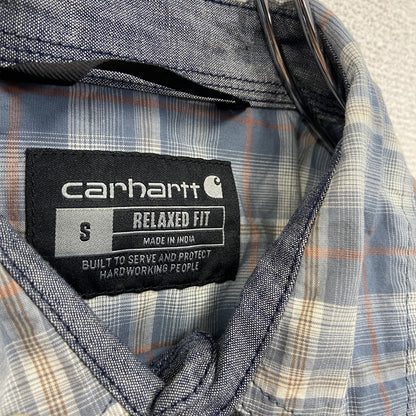 carhartt
S RELAXED FIT
MADE IN INDIA
BUILT TO SERVE AND PROTECT
HARDWORKING PEOPLE